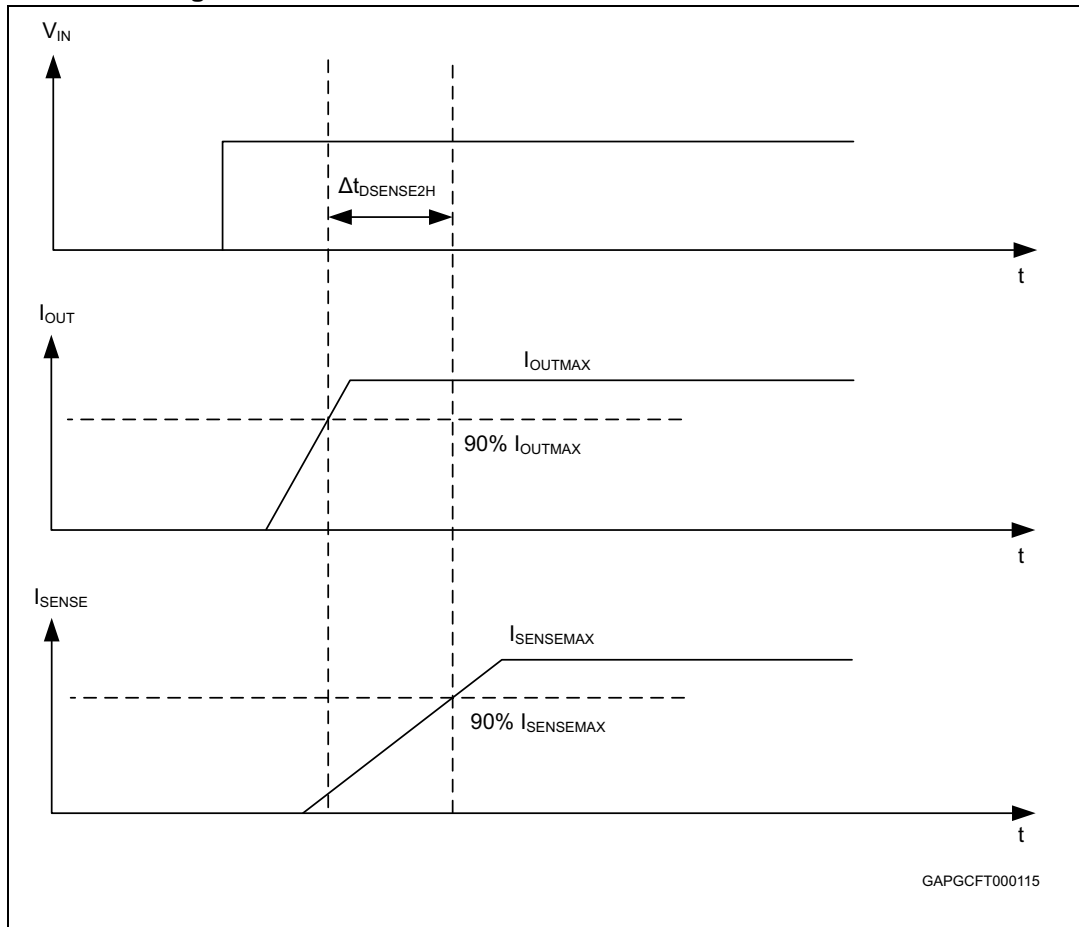 V_IN
Δt_DSENSE2H
t
I_OUT
I_OUTMAX
90% I_OUTMAX
t
I_SENSE
I_SENSEMAX
90% I_SENSEMAX
t
GAPGCFT000115